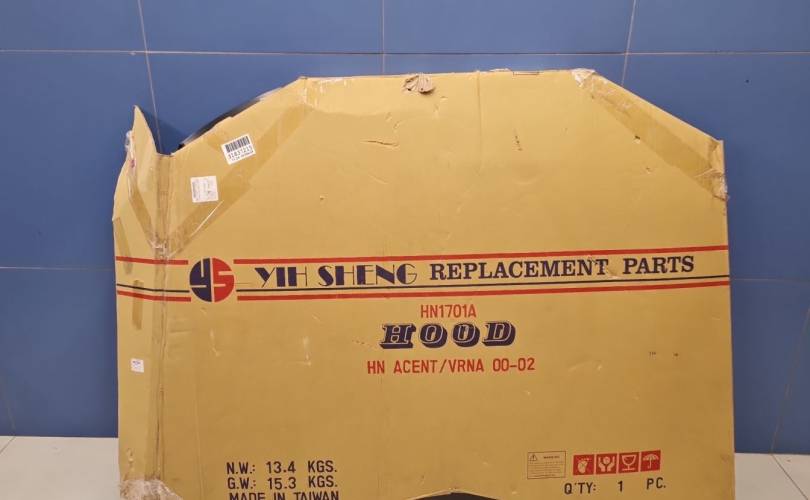 YS YIH SHENG REPLACEMENT PARTS
HN1701A
HOOD
HN ACENT/VRNA 00-02
N.W.: 13.4 KGS.
G.W.: 15.3 KGS.
MADE IN TAIWAN
WARNING
Q'TY: 1 PC.